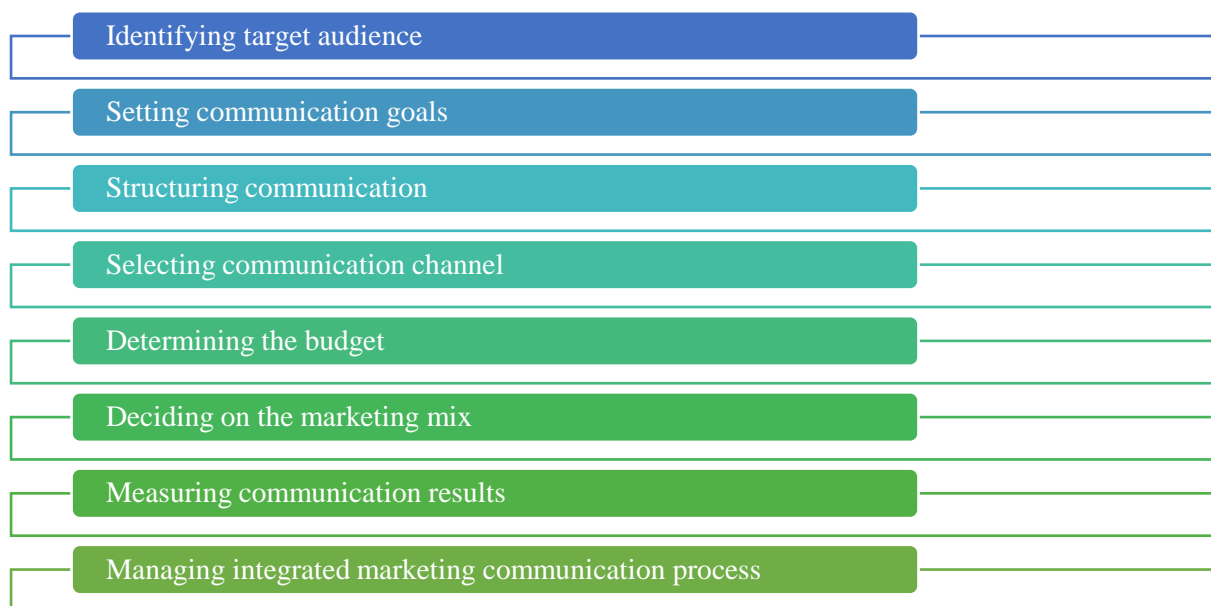 Identifying target audience
Setting communication goals
Structuring communication
Selecting communication channel
Determining the budget
Deciding on the marketing mix
Measuring communication results
Managing integrated marketing communication process